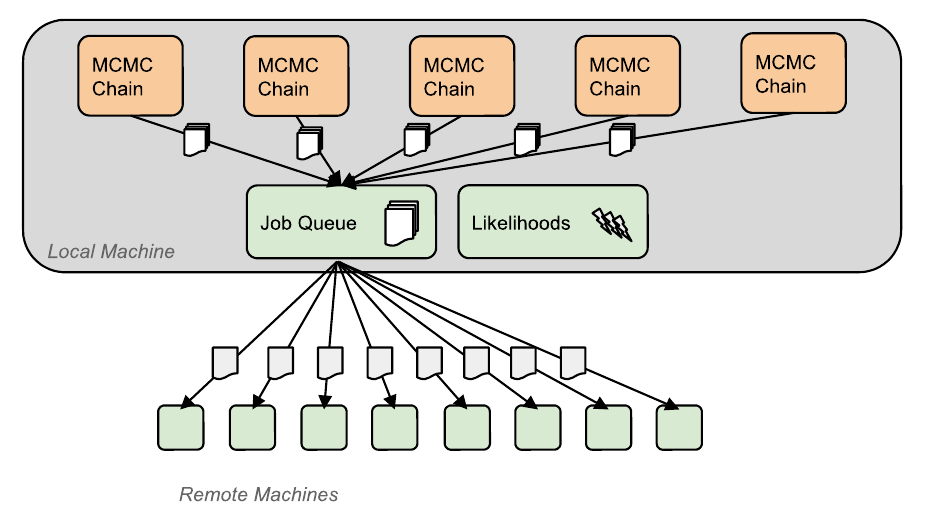 MCMC
Chain
MCMC
Chain
MCMC
Chain
MCMC
Chain
MCMC
Chain
Job Queue
Likelihoods
Local Machine
Remote Machines